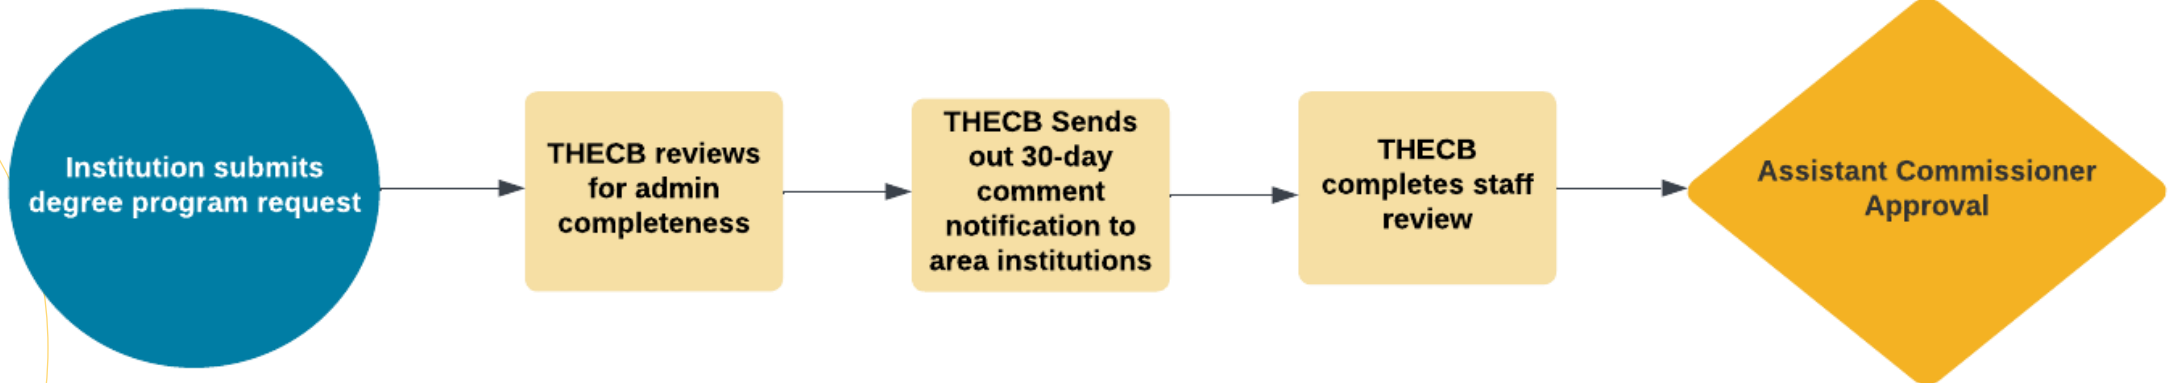 Institution submits
degree program request
THECB reviews
for admin
completeness
THECB Sends
out 30-day
comment
notification to
area institutions
THECB
completes staff
review
Assistant Commissioner
Approval